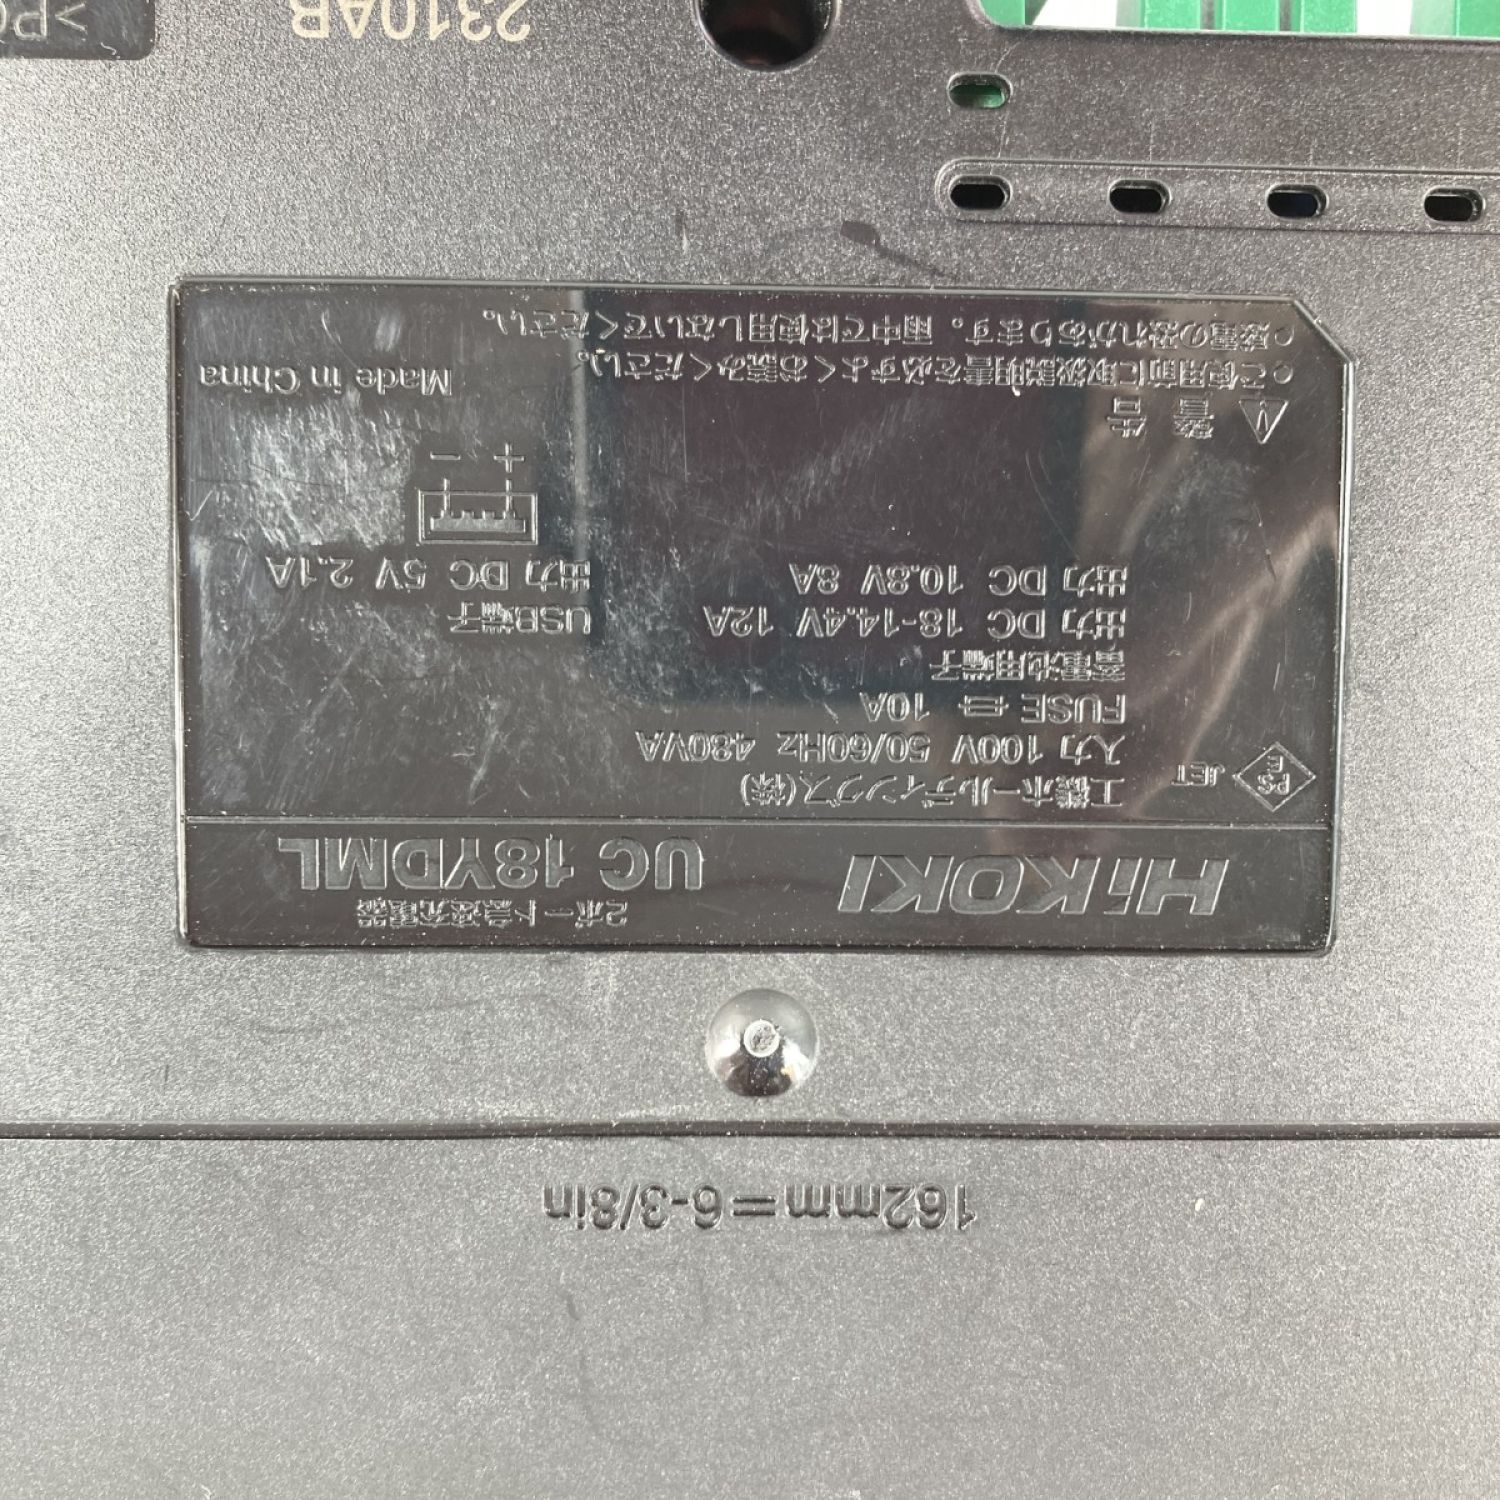 162mm=6-3/8in
HiKOKI
2ポート急速充電器
UC 18YDML
PS
E
JET
工機ホールディングス(株)
入力 100V 50/60Hz 480VA
FUSE 10A
蓄電池用端子
出力 DC 18-14.4V 12A
出力 DC 10.8V 8A
USB端子
出力 DC 5V 2.1A
+ −
警告
●ご使用前に取扱説明書を必ずよくお読みください。
●感電の恐れがあります。雨中では使用しないでください。
Made in China
2310AB
>PC